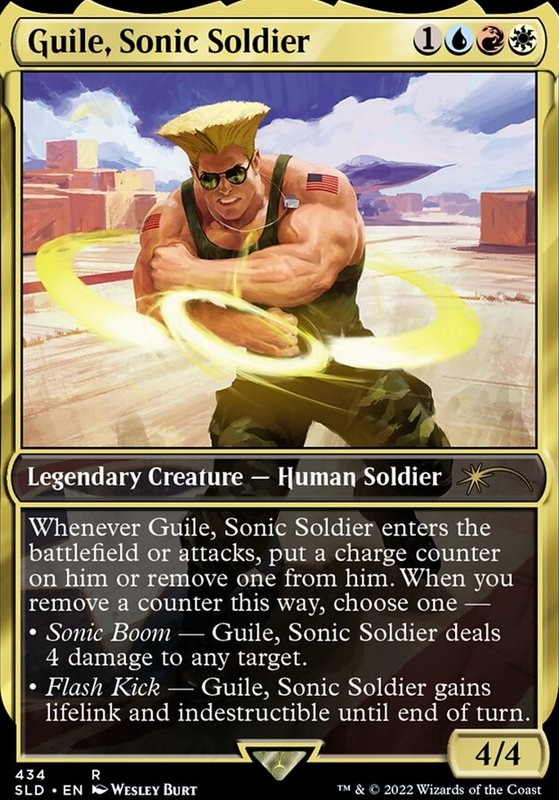 Guile, Sonic Soldier 1
Legendary Creature — Human Soldier
Whenever Guile, Sonic Soldier enters the
battlefield or attacks, put a charge counter
on him or remove one from him. When you
remove a counter this way, choose one —
• Sonic Boom — Guile, Sonic Soldier deals
4 damage to any target.
• Flash Kick — Guile, Sonic Soldier gains
lifelink and indestructible until end of turn.
4/4
434 R
SLD • EN Wesley Burt
™ & © 2022 Wizards of the Coast